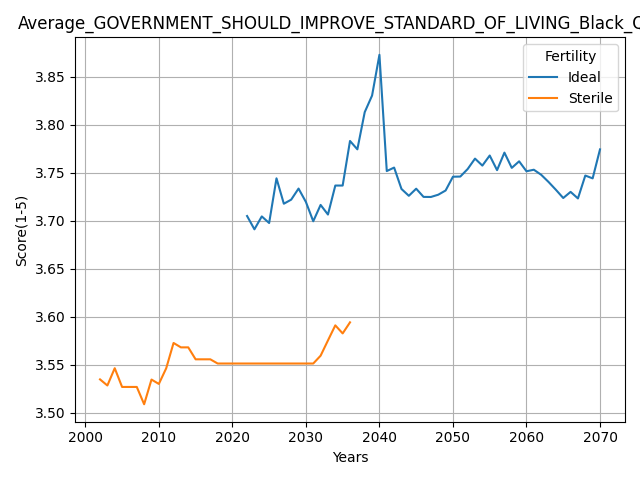 Average_GOVERNMENT_SHOULD_IMPROVE_STANDARD_OF_LIVING_Black_
Fertility
Ideal
Sterile
Score(1-5)
3.85
3.80
3.75
3.70
3.65
3.60
3.55
3.50
2000 2010 2020 2030 2040 2050 2060 2070
Years